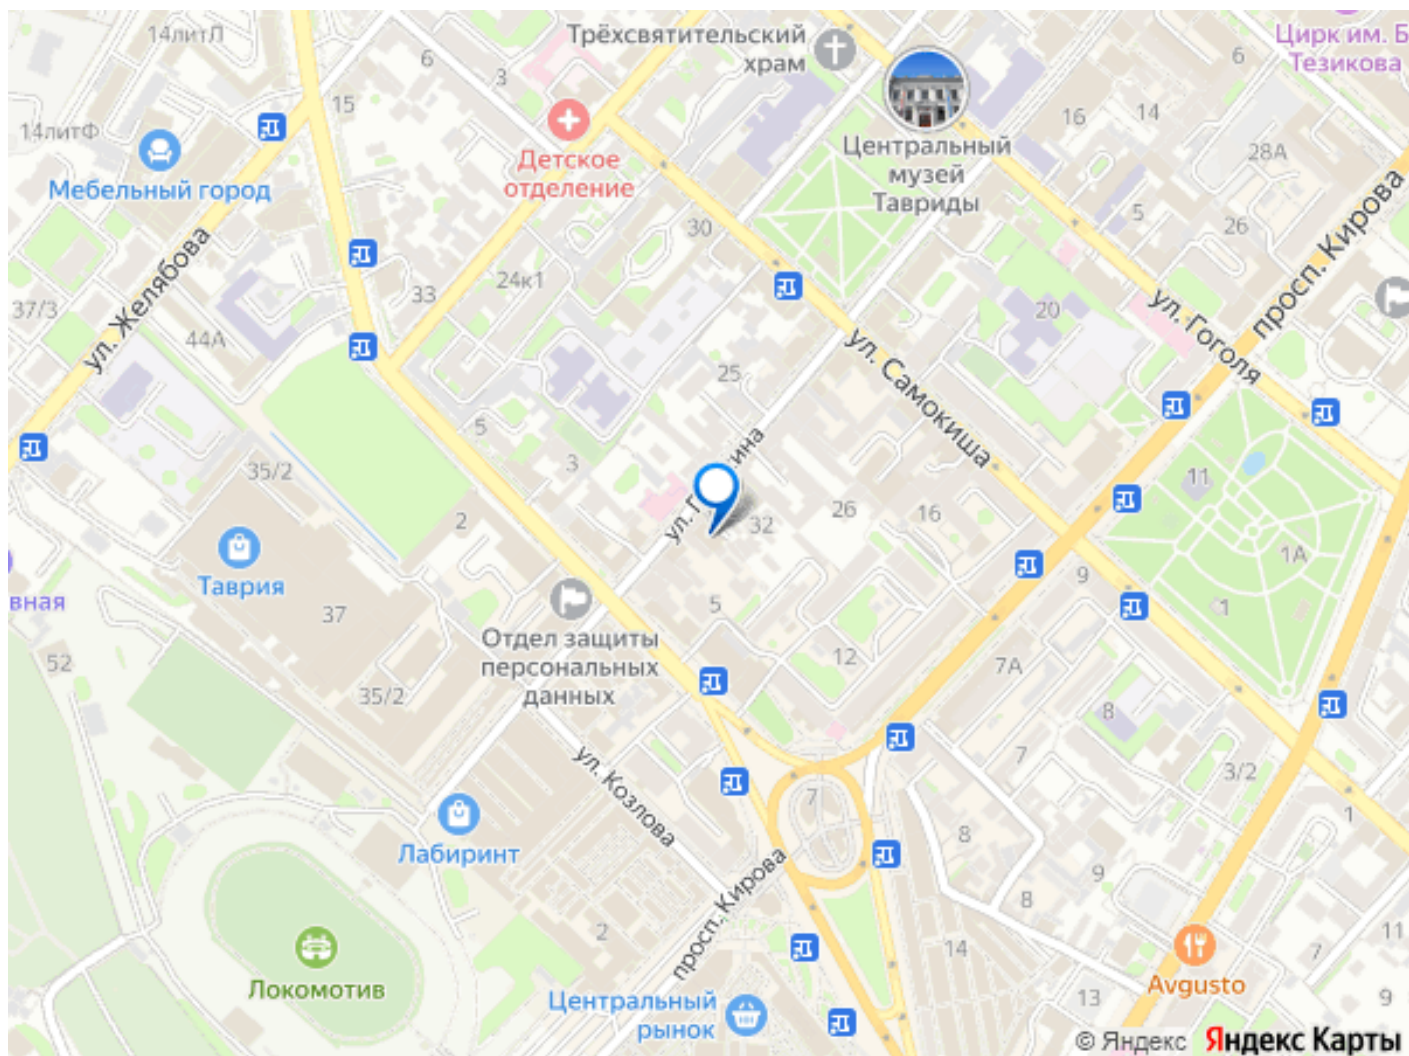 14литЛ
Трёхсвятительский
храм
Цирк им. Б
Тезикова
6
3
6
15
14литФ
16
14
Центральный
музей
Тавриды
28А
Детское
отделение
Мебельный город
5
26
30
просп. Кирова
ул. Желябова
24к1
33
37/3
44А
20
ул. Гоголя
ул. Самокиша
25
5
3
35/2
11
2
32
26
16
1А
Таврия
вная
9
1
37
5
Отдел защиты
персональных
данных
52
12
7А
35/2
8
7
3/2
ул. Козлова
7
1
8
Лабиринт
просп. Кирова
9
8
2
14
11
7
Локомотив
Avgusto
Центральный
рынок
13
9
© Яндекс Яндекс Карты